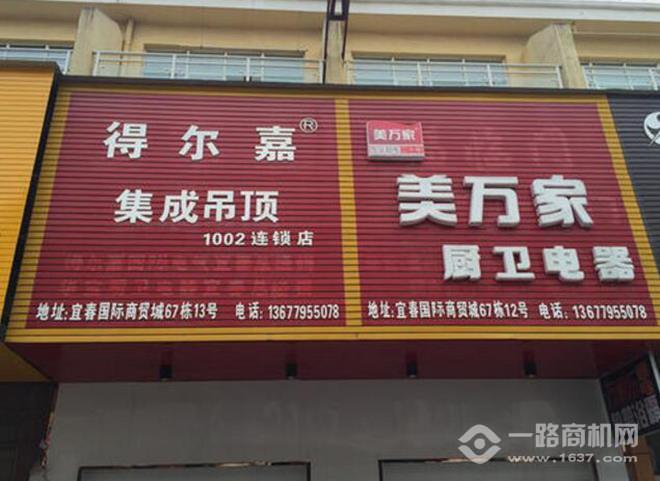 得尔嘉®
集成吊顶
1002连锁店
地址:宜春国际商贸城67栋13号 电话:13677955078
美万家
美万家
厨卫电器
地址:宜春国际商贸城67栋12号 电话:13677955078
一路商机网
www.1637.com